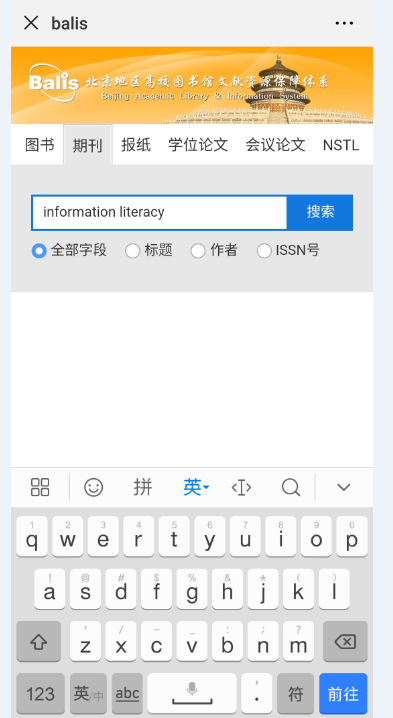 balis
Balis 北京地区高校图书馆文献资源保障体系
Beijing Academic Library & Information System
图书 期刊 报纸 学位论文 会议论文 NSTL
information literacy 搜索
全部字段 标题 作者 ISSN号
拼 英
1 2 3 4 5 6 7 8 9 0
q w e r t y u i o p
! @ # $ % & * ( )
a s d f g h j k l
' / - _ : ; ?
z x c v b n m
123 英/中 abc , . 符 前往